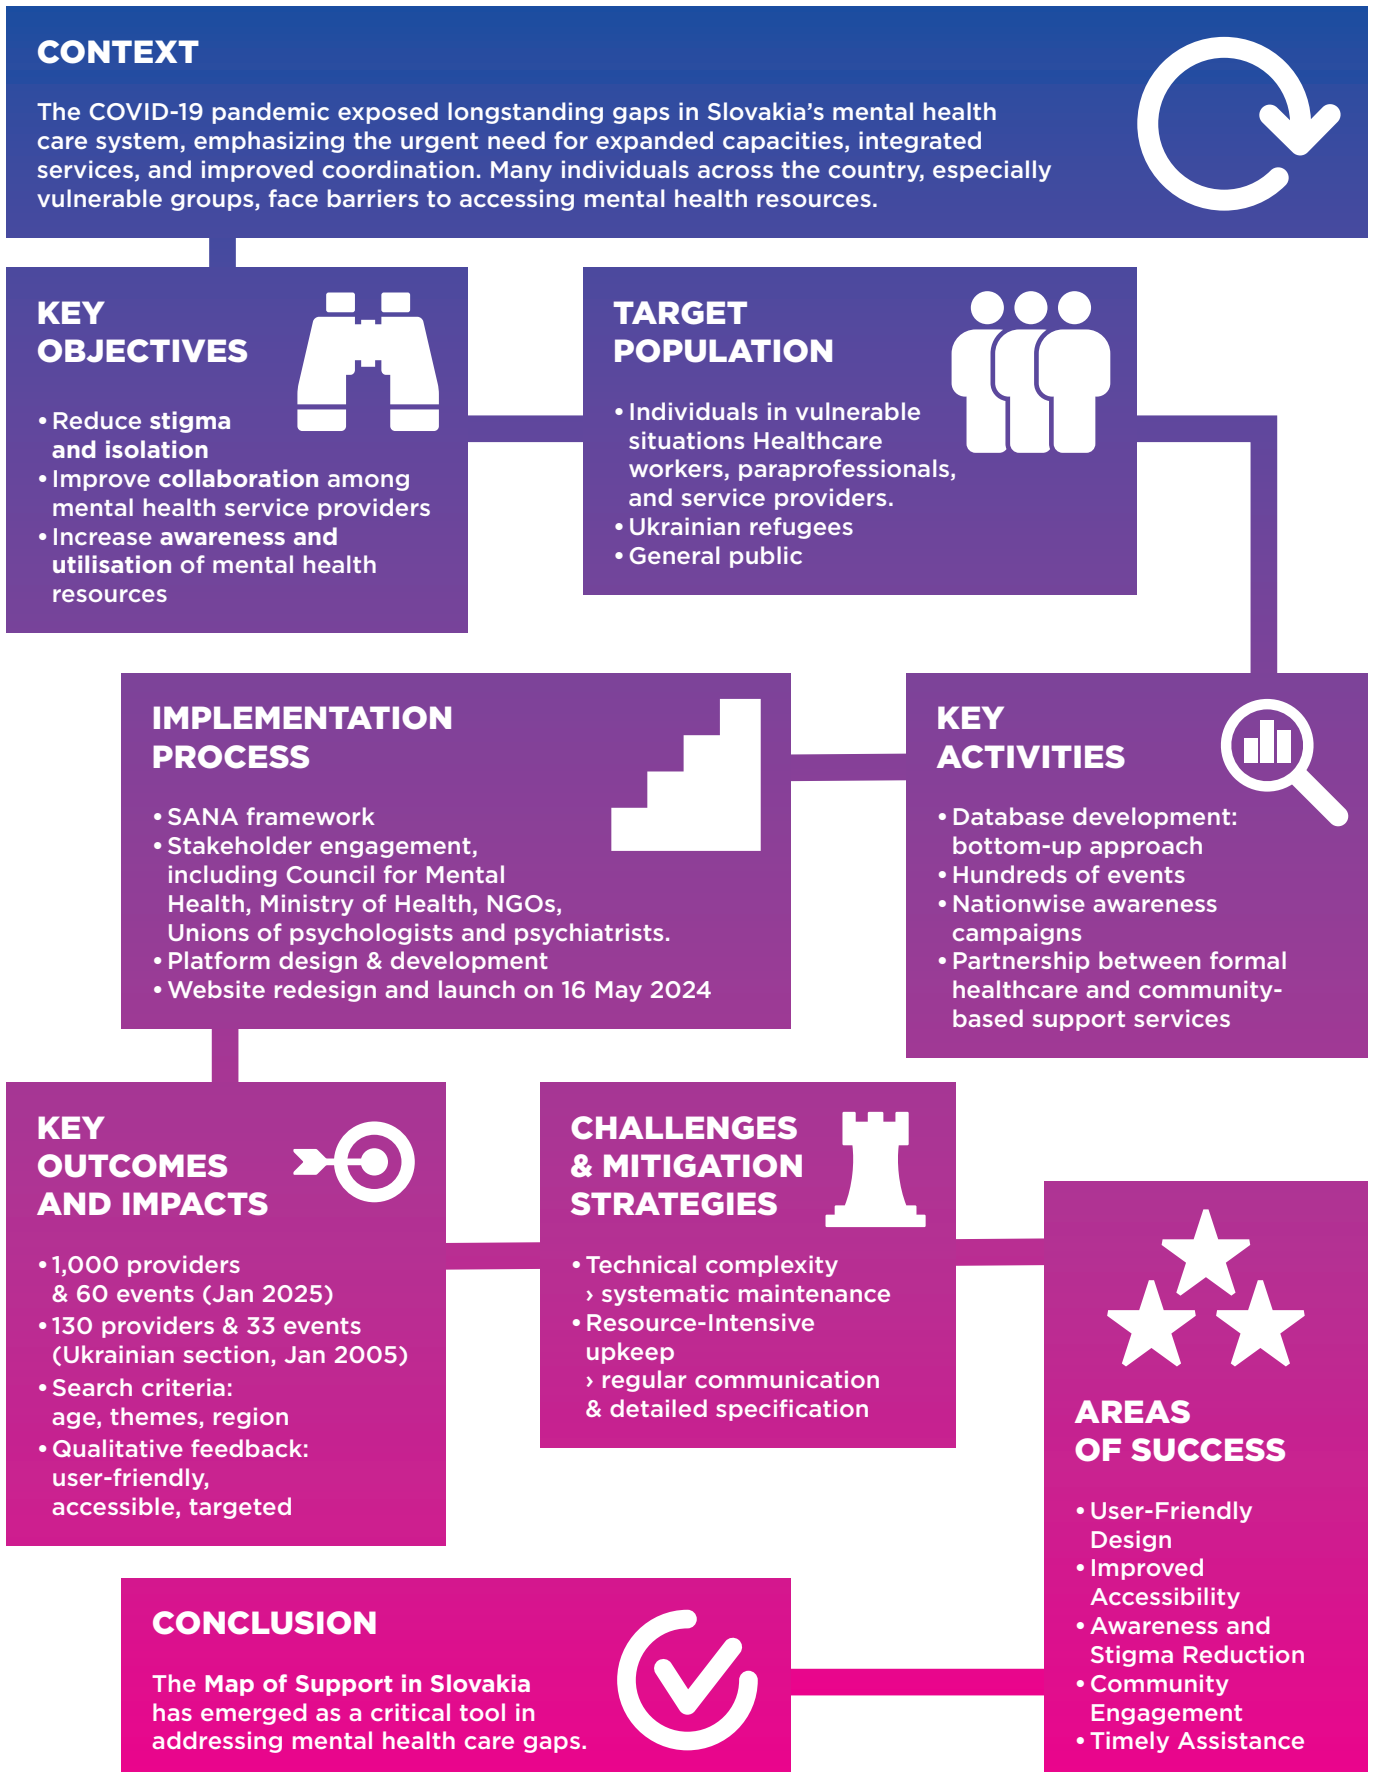 CONTEXT
The COVID-19 pandemic exposed longstanding gaps in Slovakia's mental health
care system, emphasizing the urgent need for expanded capacities, integrated
services, and improved coordination. Many individuals across the country, especially
vulnerable groups, face barriers to accessing mental health resources.
KEY
OBJECTIVES
• Reduce stigma
and isolation
• Improve collaboration among
mental health service providers
• Increase awareness and
utilisation of mental health
resources
TARGET
POPULATION
• Individuals in vulnerable
situations Healthcare
workers, paraprofessionals,
and service providers.
• Ukrainian refugees
• General public
KEY
ACTIVITIES
• Database development:
bottom-up approach
• Hundreds of events
• Nationwise awareness
campaigns
• Partnership between formal
healthcare and community-
based support services
IMPLEMENTATION
PROCESS
• SANA framework
• Stakeholder engagement,
including Council for Mental
Health, Ministry of Health, NGOs,
Unions of psychologists and psychiatrists.
• Platform design & development
• Website redesign and launch on 16 May 2024
KEY
OUTCOMES
AND IMPACTS
• 1,000 providers
& 60 events (Jan 2025)
• 130 providers & 33 events
(Ukrainian section, Jan 2005)
• Search criteria:
age, themes, region
• Qualitative feedback:
user-friendly,
accessible, targeted
CHALLENGES
& MITIGATION
STRATEGIES
• Technical complexity
› systematic maintenance
• Resource-Intensive
upkeep
› regular communication
& detailed specification
AREAS
OF SUCCESS
• User-Friendly
Design
• Improved
Accessibility
• Awareness and
Stigma Reduction
• Community
Engagement
• Timely Assistance
CONCLUSION
The Map of Support in Slovakia
has emerged as a critical tool in
addressing mental health care gaps.